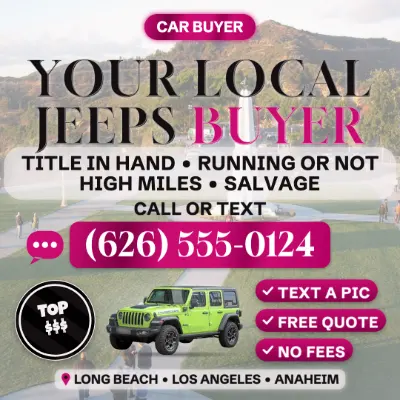 CAR BUYER
YOUR LOCAL
JEEPS BUYER
TITLE IN HAND • RUNNING OR NOT
HIGH MILES • SALVAGE
CALL OR TEXT
(626) 555-0124
TOP
$$$
TEXT A PIC
FREE QUOTE
NO FEES
LONG BEACH • LOS ANGELES • ANAHEIM